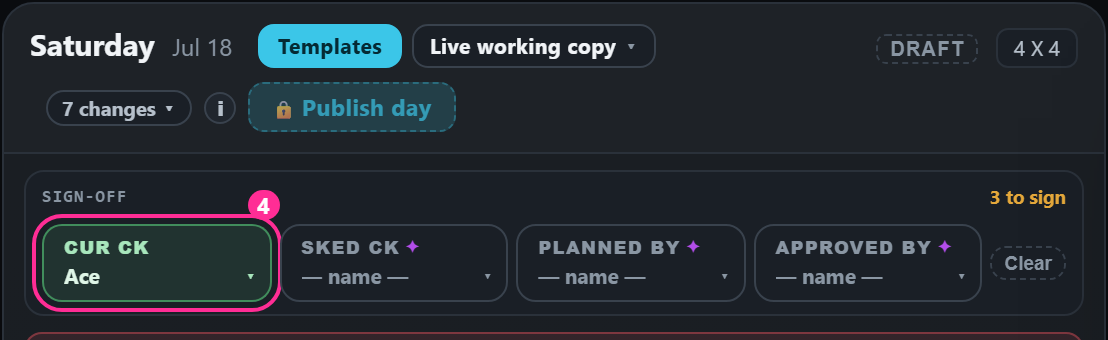 Saturday Jul 18 Templates Live working copy DRAFT 4 X 4
7 changes i Publish day
SIGN-OFF 3 to sign
4
CUR CK SKED CK PLANNED BY APPROVED BY
Ace — name — — name — — name — Clear